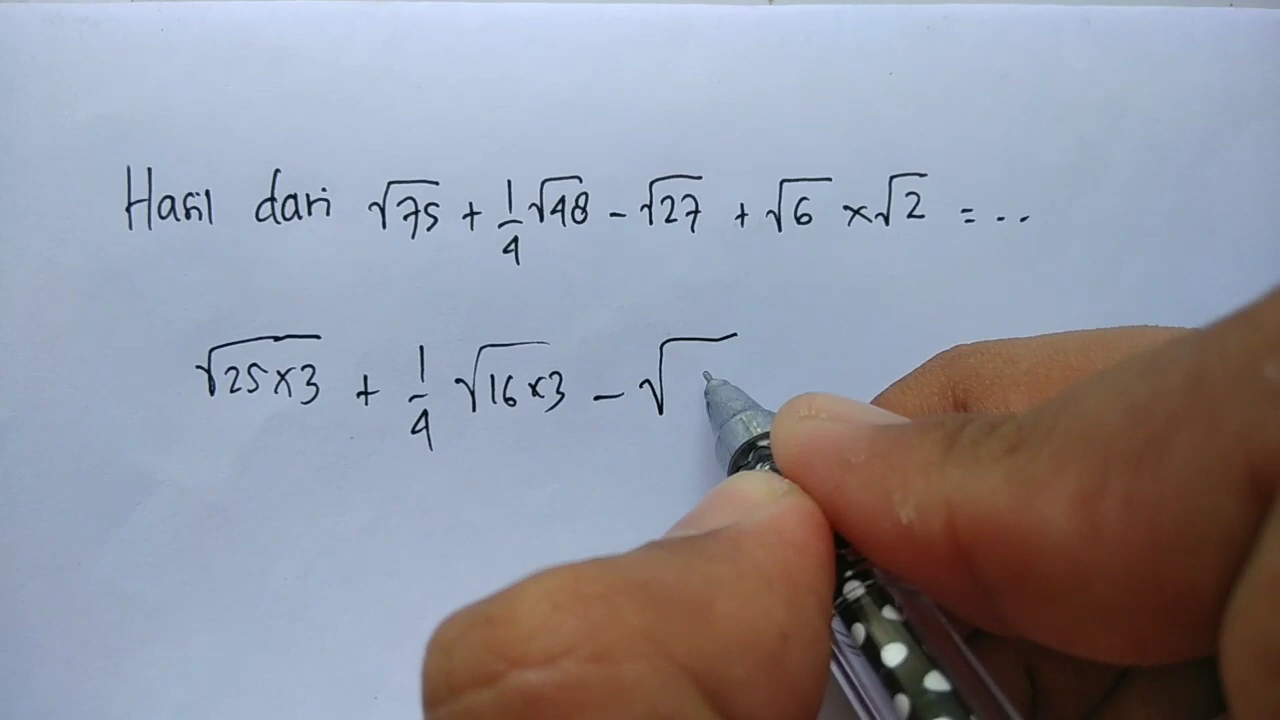 Hasil dari √75 + 1/4 √48 − √27 + √6 × √2 = ...
√25×3 + 1/4 √16×3 − √